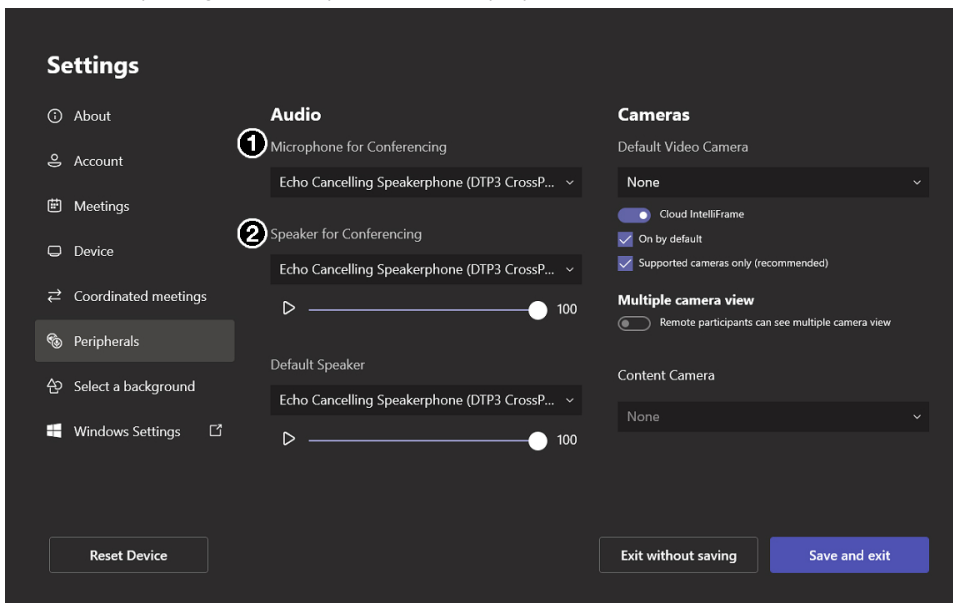 Settings
About
Account
Meetings
Device
Coordinated meetings
Peripherals
Select a background
Windows Settings
Reset Device
Audio
1 Microphone for Conferencing
Echo Cancelling Speakerphone (DTP3 CrossP...
2 Speaker for Conferencing
Echo Cancelling Speakerphone (DTP3 CrossP...
100
Default Speaker
Echo Cancelling Speakerphone (DTP3 CrossP...
100
Cameras
Default Video Camera
None
Cloud IntelliFrame
On by default
Supported cameras only (recommended)
Multiple camera view
Remote participants can see multiple camera view
Content Camera
None
Exit without saving
Save and exit